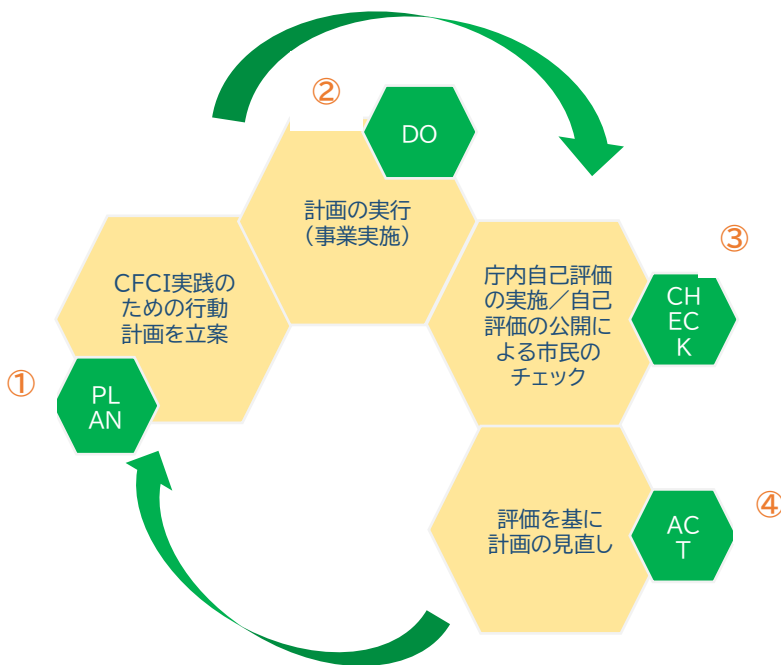 ①
PL
AN
CFCI実践の
ための行動
計画を立案
②
DO
計画の実行
（事業実施）
③
CH
EC
K
庁内自己評価
の実施／自己
評価の公開に
よる市民の
チェック
④
AC
T
評価を基に
計画の見直し